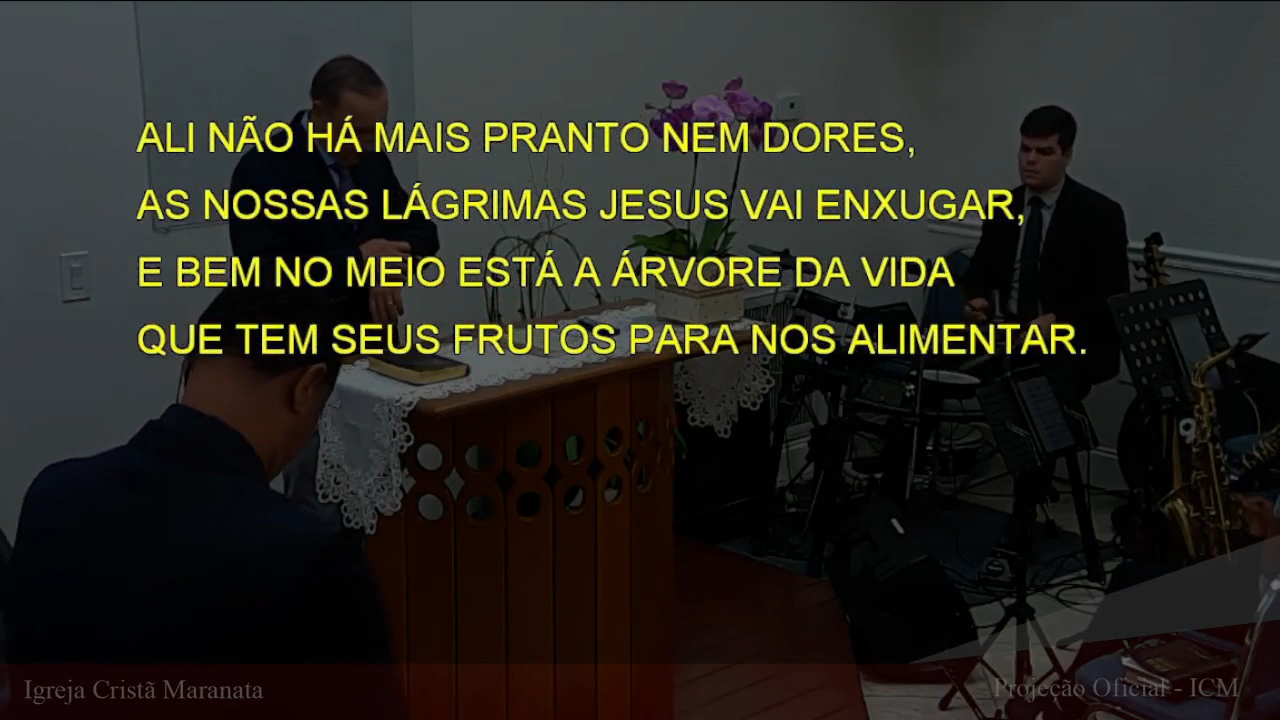 ALI NÃO HÁ MAIS PRANTO NEM DORES,
AS NOSSAS LÁGRIMAS JESUS VAI ENXUGAR,
E BEM NO MEIO ESTÁ A ÁRVORE DA VIDA
QUE TEM SEUS FRUTOS PARA NOS ALIMENTAR.
Igreja Cristã Maranata
Projeção Oficial - ICM